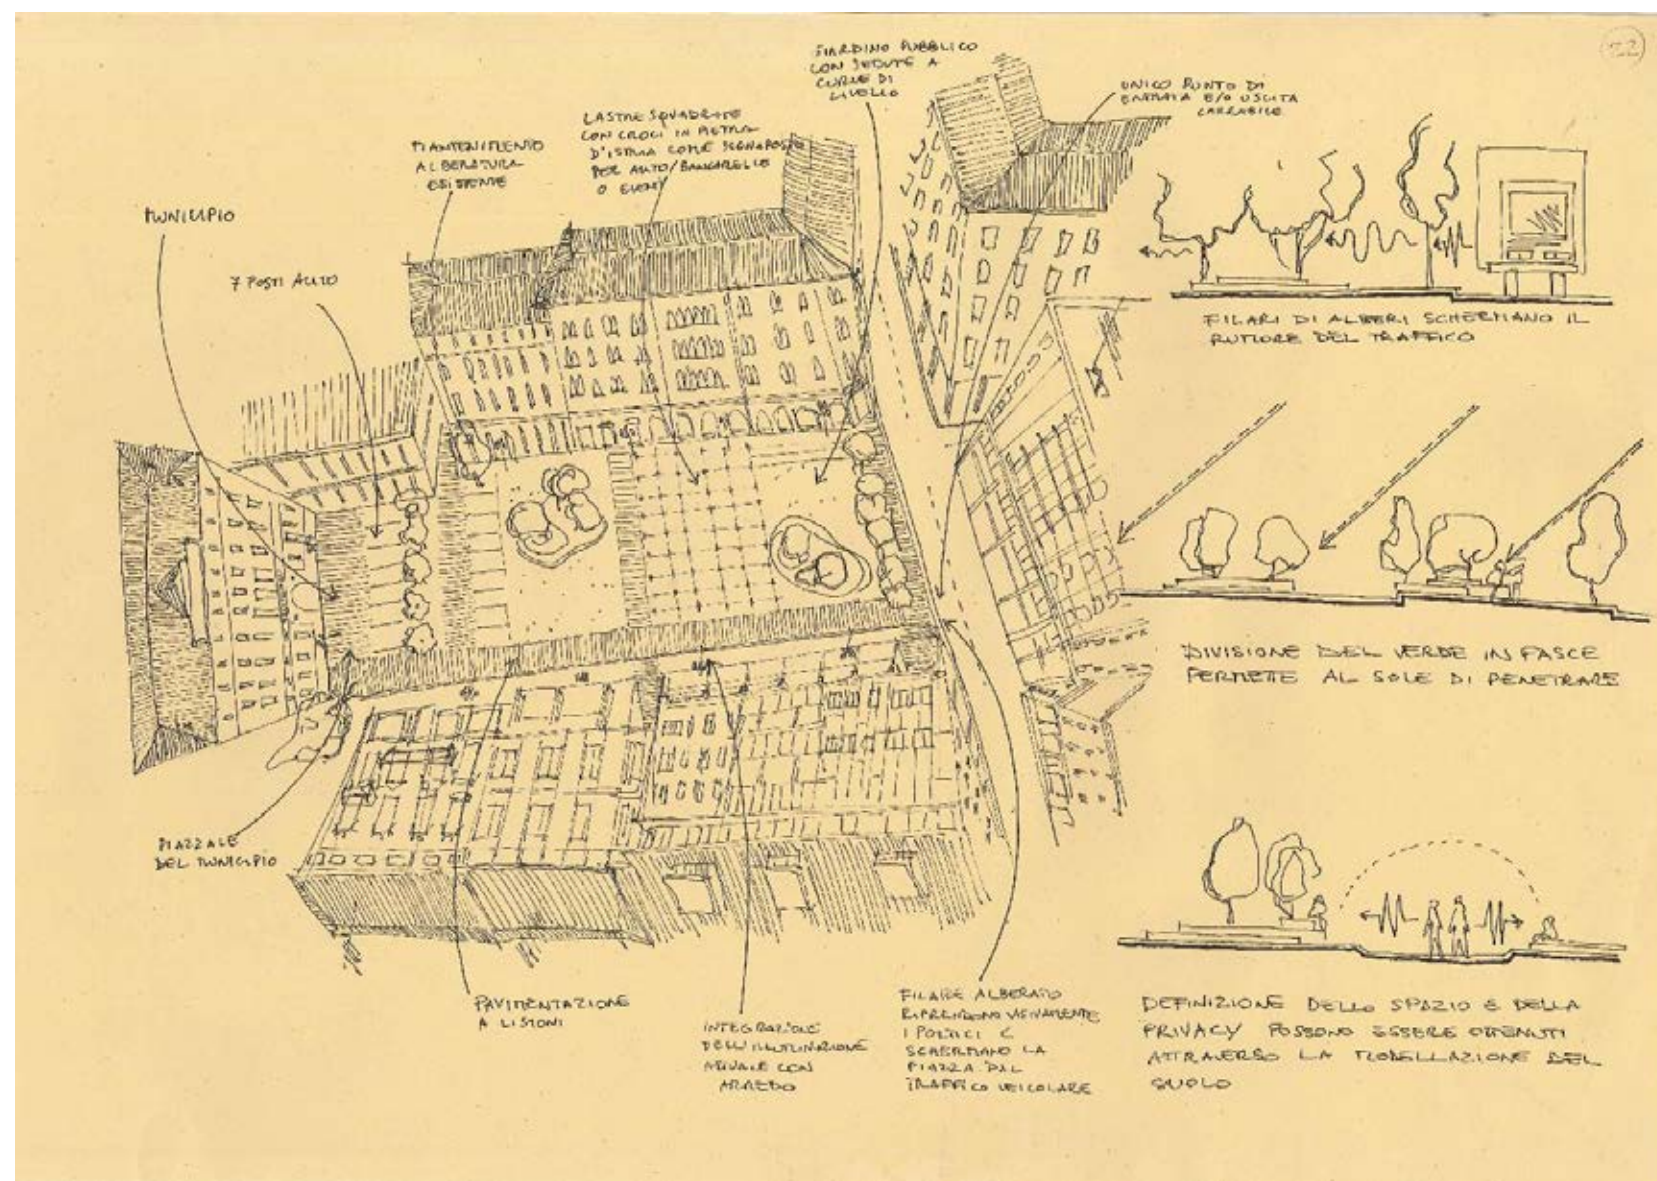 22
GIARDINO PUBBLICO
CON SEDUTE A
CURVE DI
LIVELLO
UNICO PUNTO DI
ENTRATA E/O USCITA
CARRABILE
LASTRE SQUADRATE
CON CROCI IN PIETRA
D'ISTRIA COME SEGNAPOSTO
PER AUTO/BANCARELLE
O EVENTI
MANTENIMENTO
ALBERATURA
ESISTENTE
MUNICIPIO
7 POSTI AUTO
FILARI DI ALBERI SCHERMANO IL
RUMORE DEL TRAFFICO
DIVISIONE DEL VERDE IN FASCE
PERMETTE AL SOLE DI PENETRARE
PIAZZALE
DEL MUNICIPIO
PAVIMENTAZIONE
A LISTONI
INTEGRAZIONE
DELL'ILLUMINAZIONE
ATTUALE CON
ARREDO
FILARE ALBERATO
RIPRENDONO VISIVAMENTE
I PORTICI E
SCHERMANO LA
PIAZZA DAL
TRAFFICO VEICOLARE
DEFINIZIONE DELLO SPAZIO E DELLA
PRIVACY POSSONO ESSERE OTTENUTI
ATTRAVERSO LA MODELLAZIONE DEL
SUOLO